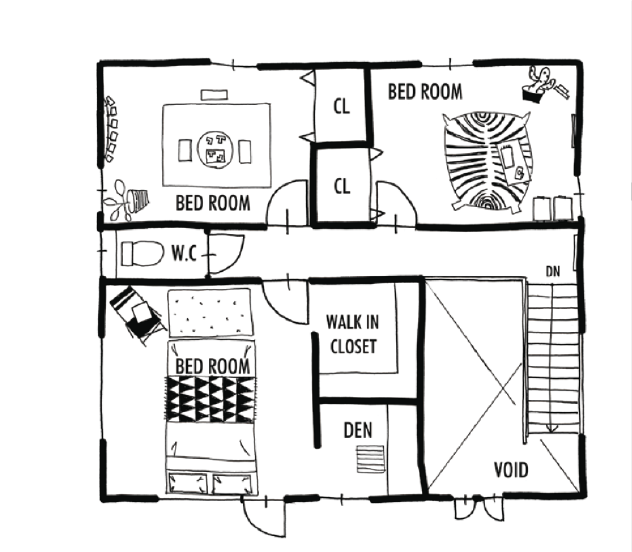 CL
BED ROOM
BED ROOM
CL
W.C
DN
WALK IN
CLOSET
BED ROOM
DEN
VOID